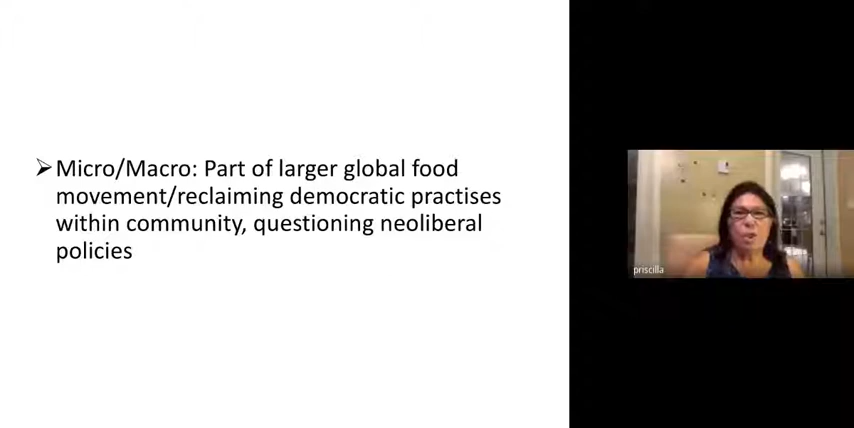 ➢Micro/Macro: Part of larger global food
movement/reclaiming democratic practises
within community, questioning neoliberal
policies
priscilla